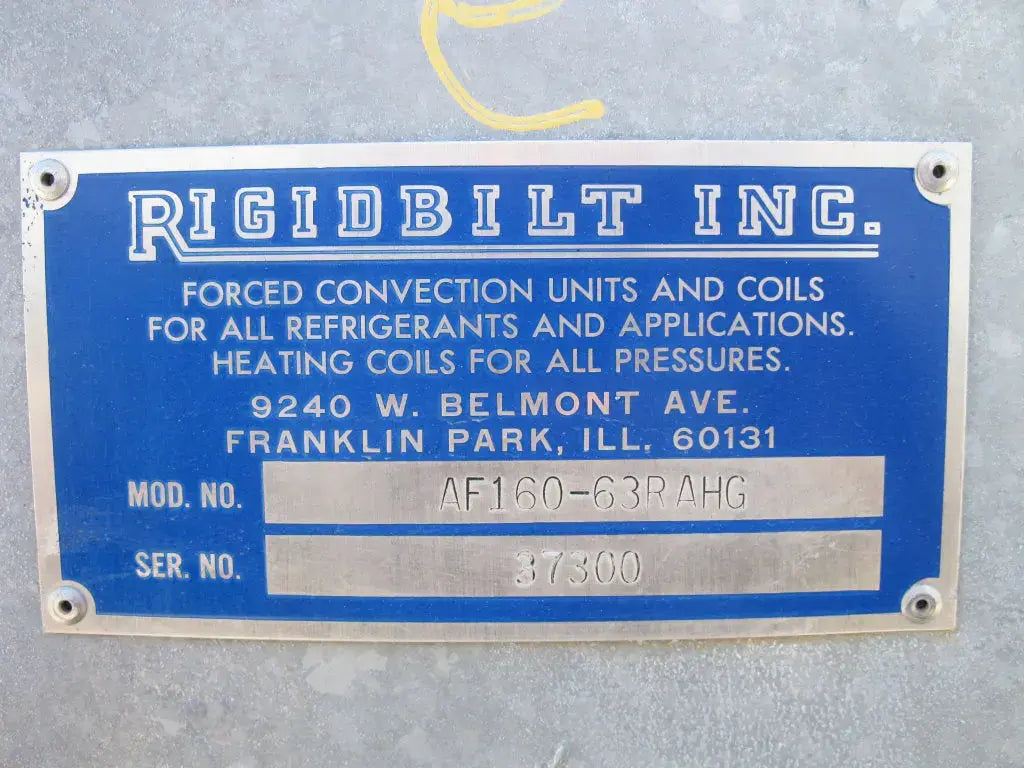 RIGIDBILT INC.
FORCED CONVECTION UNITS AND COILS
FOR ALL REFRIGERANTS AND APPLICATIONS.
HEATING COILS FOR ALL PRESSURES.
9240 W. BELMONT AVE.
FRANKLIN PARK, ILL. 60131
MOD. NO. AF160-63RAHG
SER. NO. 37300